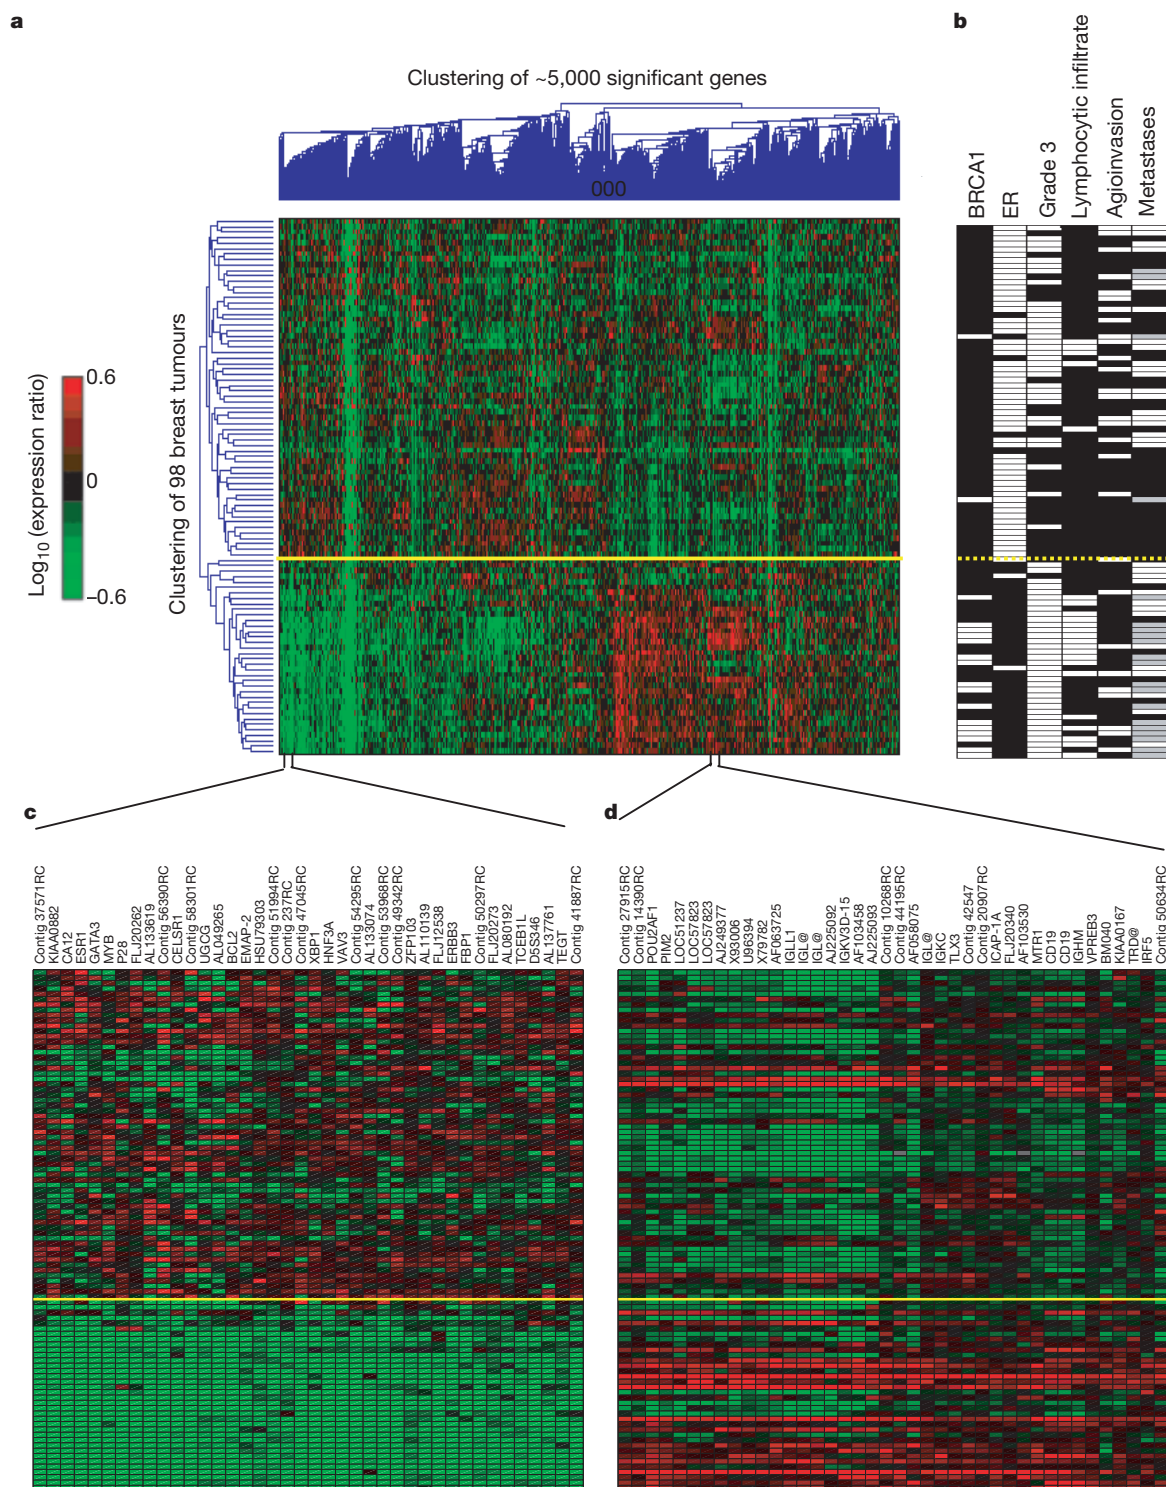 a
b
Clustering of ~5,000 significant genes
000
BRCA1
ER
Grade 3
Lymphocytic infiltrate
Agioinvasion
Metastases
Clustering of 98 breast tumours
Log10 (expression ratio)
0.6
0
–0.6
c
d
Contig 37571RC
KIAA0882
CA12
ESR1
GATA3
MYB
P28
FLJ20262
AL133619
Contig 56390RC
CELSR1
Contig 58301RC
UGCG
AL049265
BCL2
EMAP-2
HSU79303
Contig 51994RC
Contig 237RC
Contig 47045RC
XBP1
HNF3A
VAV3
Contig 54295RC
AL133074
Contig 53968RC
Contig 49342RC
ZFP103
AL110139
FLJ12538
ERBB3
FBP1
Contig 50297RC
FLJ20273
AL080192
TCEB1L
D5S346
AL137761
TEGT
Contig 41887RC
Contig 27915RC
Contig 14390RC
POU2AF1
PIM2
LOC51237
LOC57823
LOC57823
AJ249377
X93006
U96394
X79782
AF063725
IGLL1
IGL@
IGL@
AJ225092
IGKV3D-15
AF103458
AJ225093
Contig 10268RC
Contig 44195RC
AF058075
IGL@
IGKC
TLX3
Contig 42547
Contig 20907RC
ICAP-1A
FLJ20340
AF103530
MTR1
CD19
CD19
IGHM
VPREB3
BM040
KIAA0167
TRD@
IRF5
Contig 50634RC